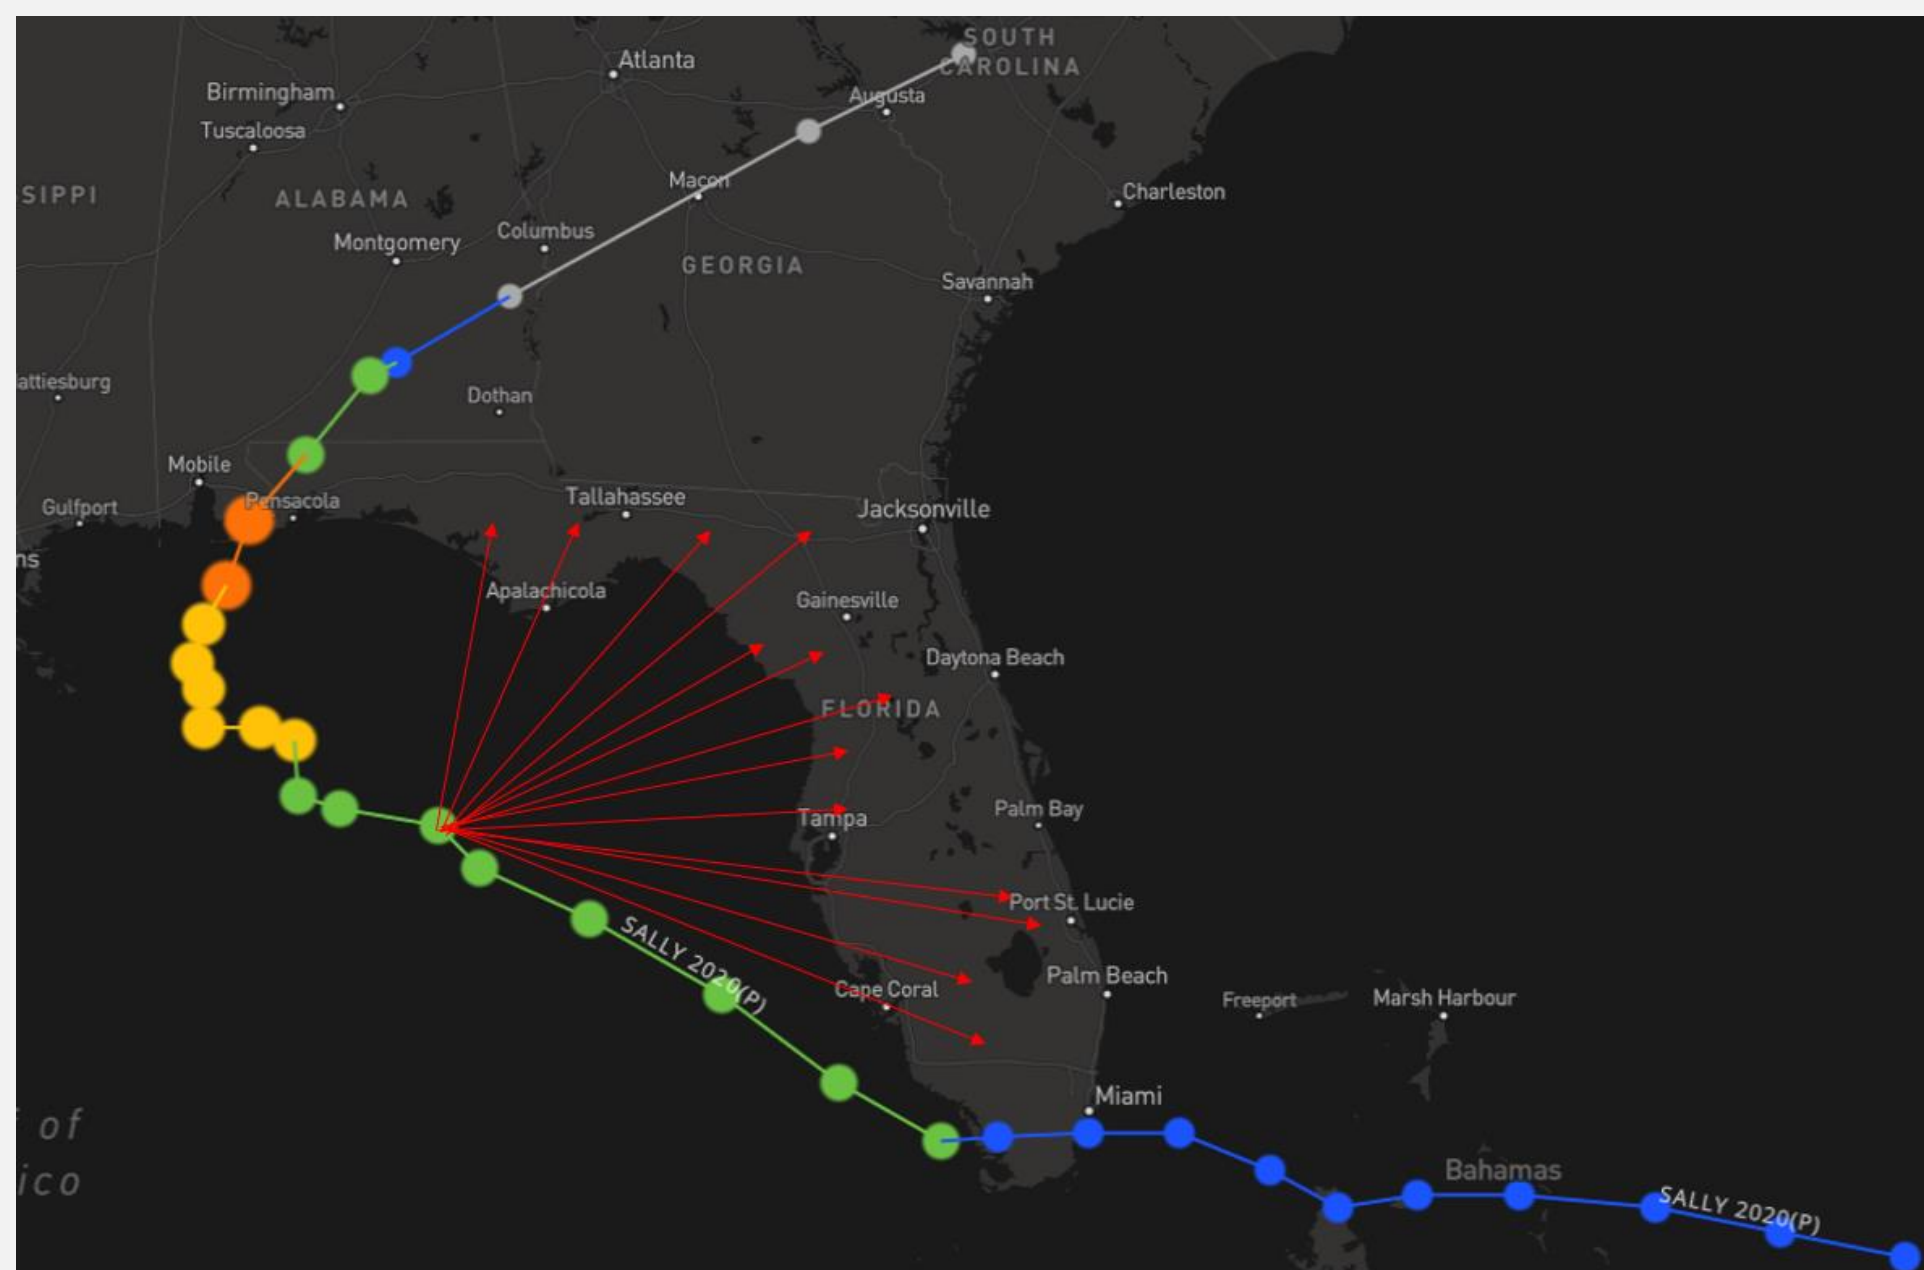 SOUTH
CAROLINA
Atlanta
Birmingham
Augusta
Tuscaloosa
Macon
SIPPI
ALABAMA
Charleston
Columbus
Montgomery
GEORGIA
Savannah
attiesburg
Dothan
Mobile
Pensacola
Tallahassee
Gulfport
Jacksonville
ns
Apalachicola
Gainesville
Daytona Beach
FLORIDA
Tampa
Palm Bay
Port St. Lucie
SALLY 2020(P)
Palm Beach
Cape Coral
Freeport
Marsh Harbour
Miami
of
ico
Bahamas
SALLY 2020(P)